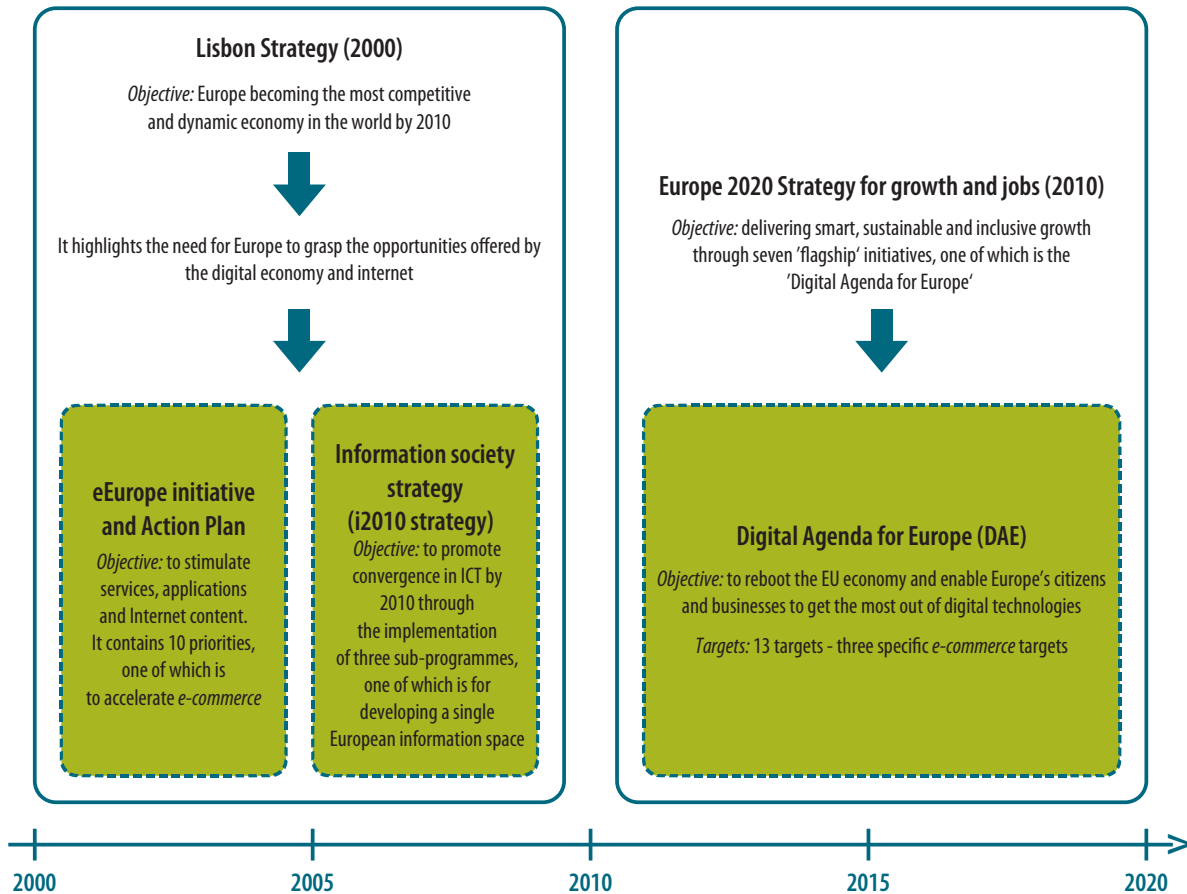 Lisbon Strategy (2000)
Objective: Europe becoming the most competitive
and dynamic economy in the world by 2010
It highlights the need for Europe to grasp the opportunities offered by
the digital economy and internet
eEurope initiative
and Action Plan
Objective: to stimulate
services, applications
and Internet content.
It contains 10 priorities,
one of which is
to accelerate e-commerce
Information society
strategy
(i2010 strategy)
Objective: to promote
convergence in ICT by
2010 through
the implementation
of three sub-programmes,
one of which is for
developing a single
European information space
Europe 2020 Strategy for growth and jobs (2010)
Objective: delivering smart, sustainable and inclusive growth
through seven ’flagship‘ initiatives, one of which is the
’Digital Agenda for Europe‘
Digital Agenda for Europe (DAE)
Objective: to reboot the EU economy and enable Europe’s citizens
and businesses to get the most out of digital technologies
Targets: 13 targets - three specific e-commerce targets
2000 2005 2010 2015 2020